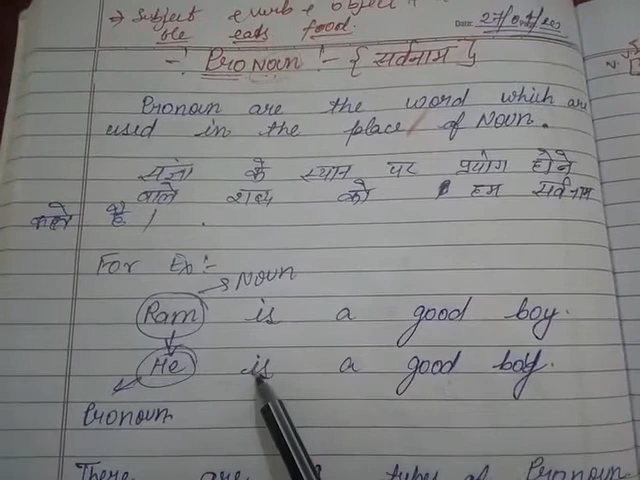 → Subject + verb + object
He eats food.
Date: 27/07/20
-: Pronoun :- { सर्वनाम }
Pronoun are the word which are
used in the place of Noun.
संज्ञा के स्थान पर प्रयोग होने
वाले शब्द को हम सर्वनाम
कहते है।
For Ex:-
→ Noun
Ram is a good boy.
He is a good boy.
Pronoun
There are types of Pronoun